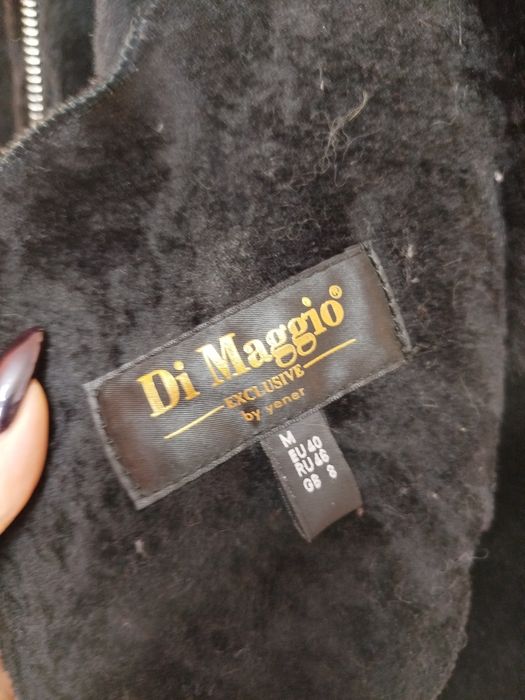 Di Maggio®
EXCLUSIVE
by yener
M
EU 40
RU 46
GB 8